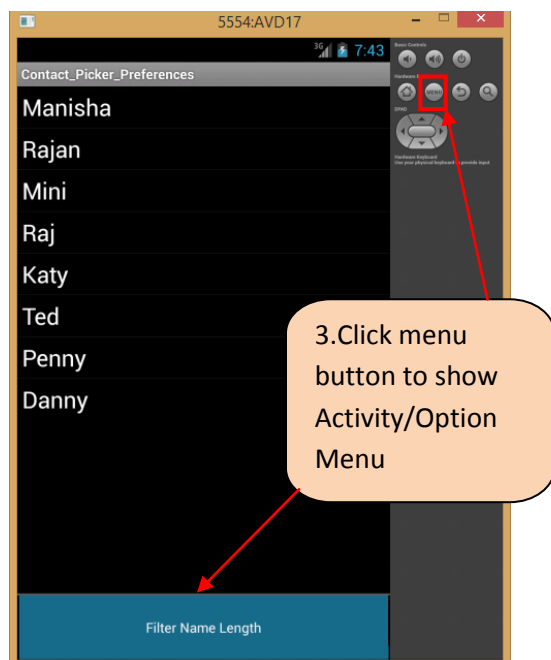 5554:AVD17
3G 7:43
Basic Controls
Contact_Picker_Preferences
MENU
DPAD
Manisha
Hardware Keyboard
Use your physical keyboard to provide input
Rajan
Mini
Raj
Katy
Ted
Penny
Danny
3.Click menu
button to show
Activity/Option
Menu
Filter Name Length